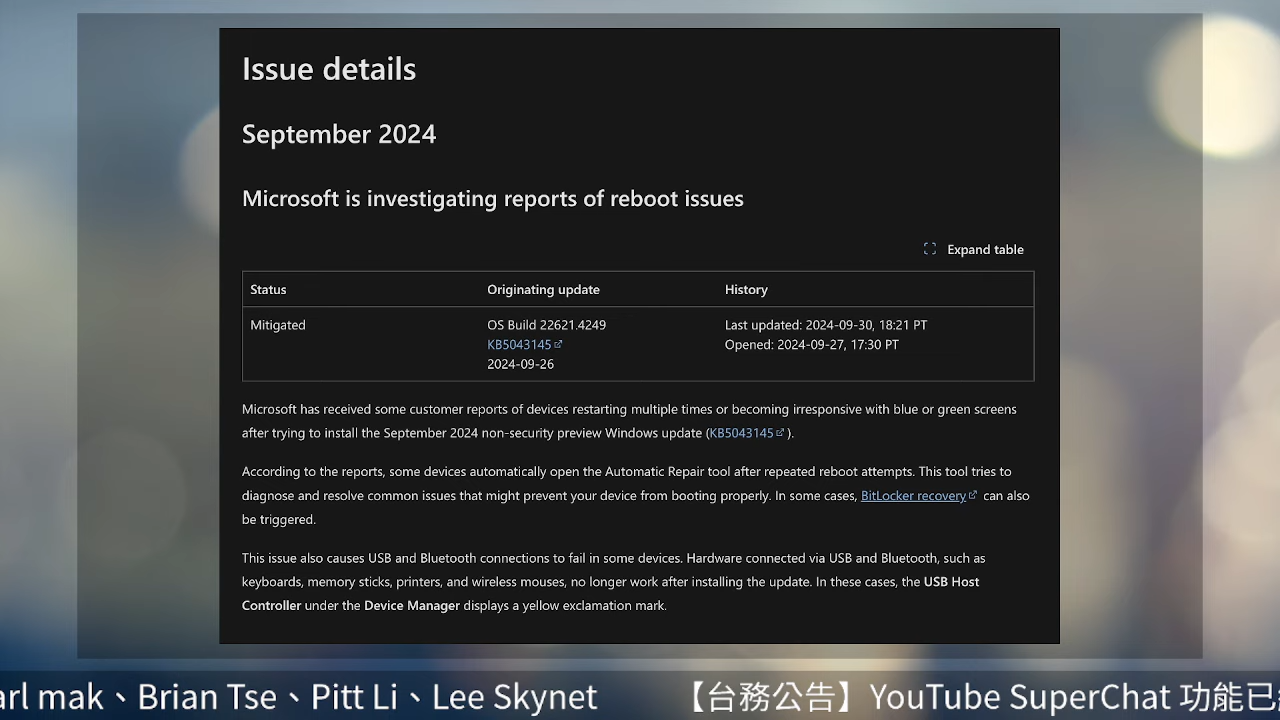 Issue details
September 2024
Microsoft is investigating reports of reboot issues
Expand table
Status Originating update History
Mitigated OS Build 22621.4249 Last updated: 2024-09-30, 18:21 PT
KB5043145 Opened: 2024-09-27, 17:30 PT
2024-09-26
Microsoft has received some customer reports of devices restarting multiple times or becoming irresponsive with blue or green screens
after trying to install the September 2024 non-security preview Windows update (KB5043145 ).
According to the reports, some devices automatically open the Automatic Repair tool after repeated reboot attempts. This tool tries to
diagnose and resolve common issues that might prevent your device from booting properly. In some cases, BitLocker recovery can also
be triggered.
This issue also causes USB and Bluetooth connections to fail in some devices. Hardware connected via USB and Bluetooth, such as
keyboards, memory sticks, printers, and wireless mouses, no longer work after installing the update. In these cases, the USB Host
Controller under the Device Manager displays a yellow exclamation mark.
arl mak、Brian Tse、Pitt Li、Lee Skynet 【台務公告】YouTube SuperChat 功能已